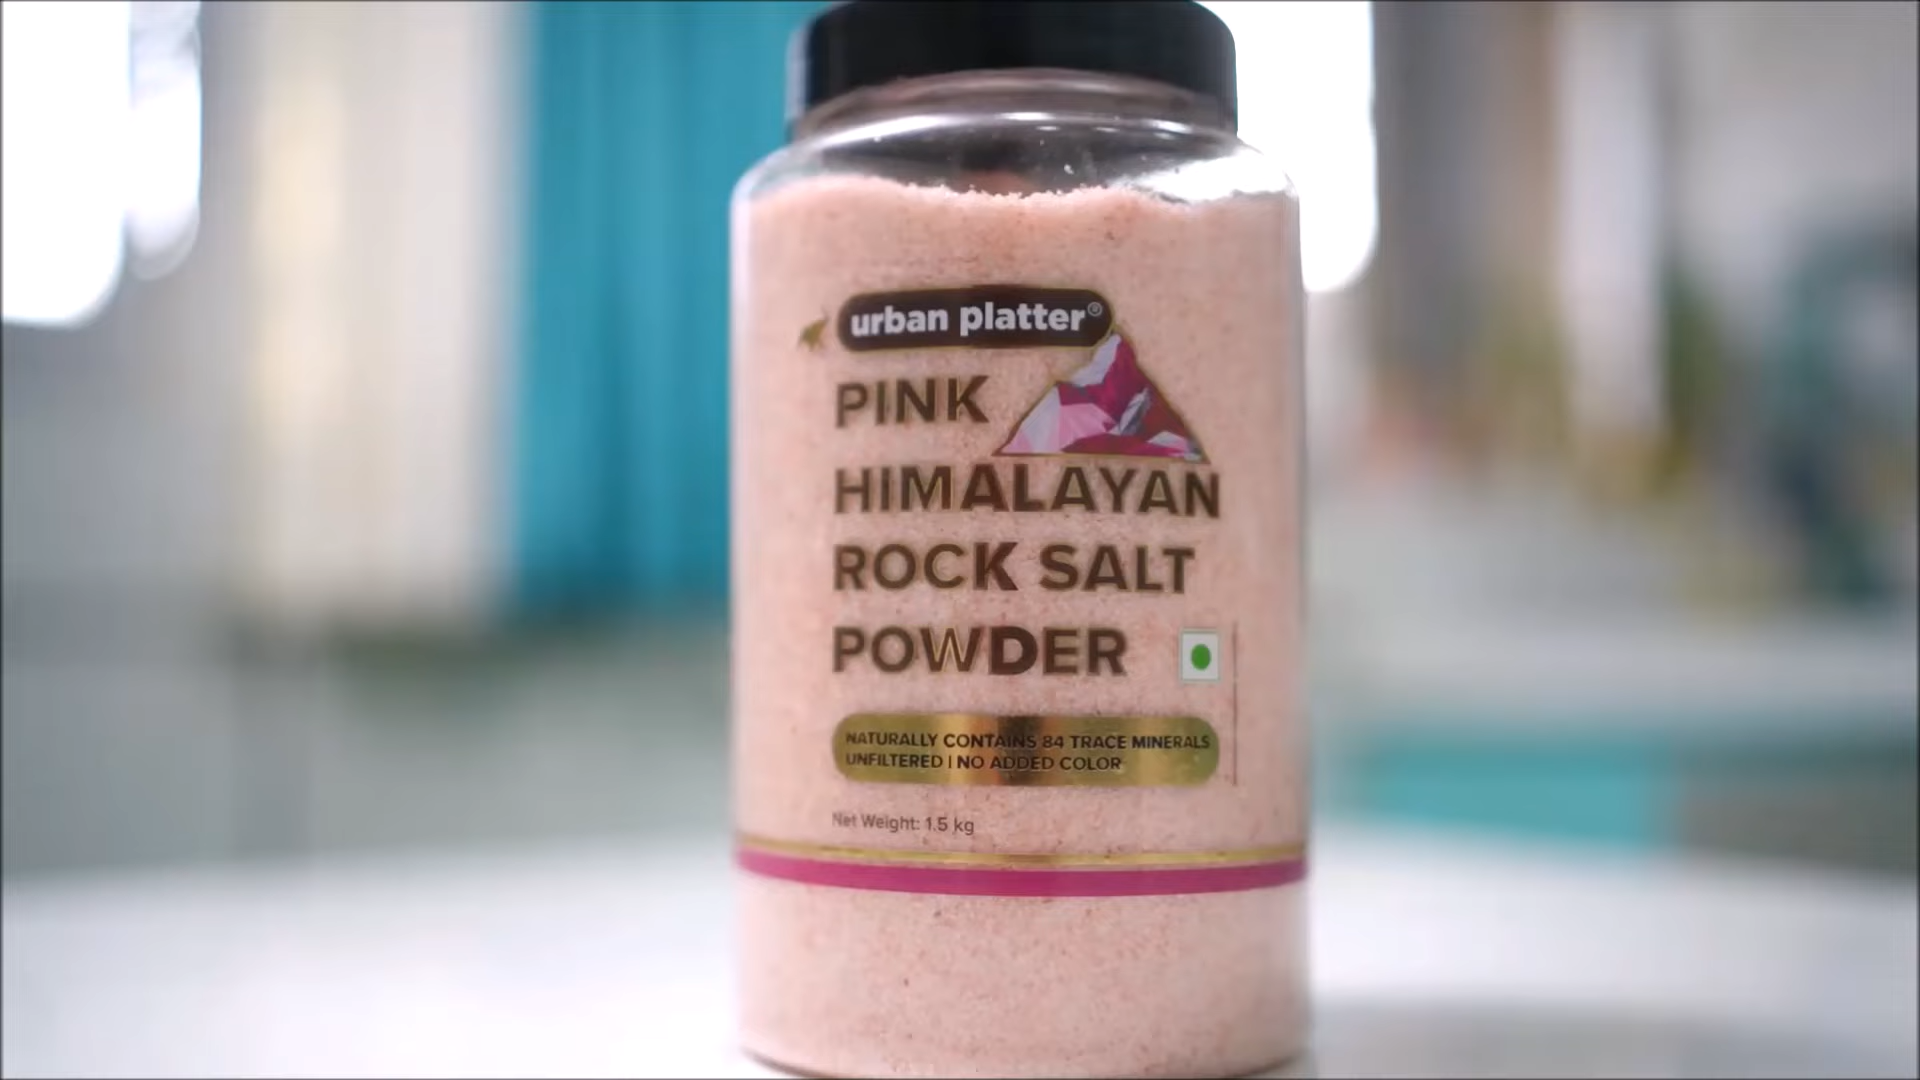 urban platter®
PINK
HIMALAYAN
ROCK SALT
POWDER
NATURALLY CONTAINS 84 TRACE MINERALS
UNFILTERED | NO ADDED COLOR
Net Weight: 1.5 kg